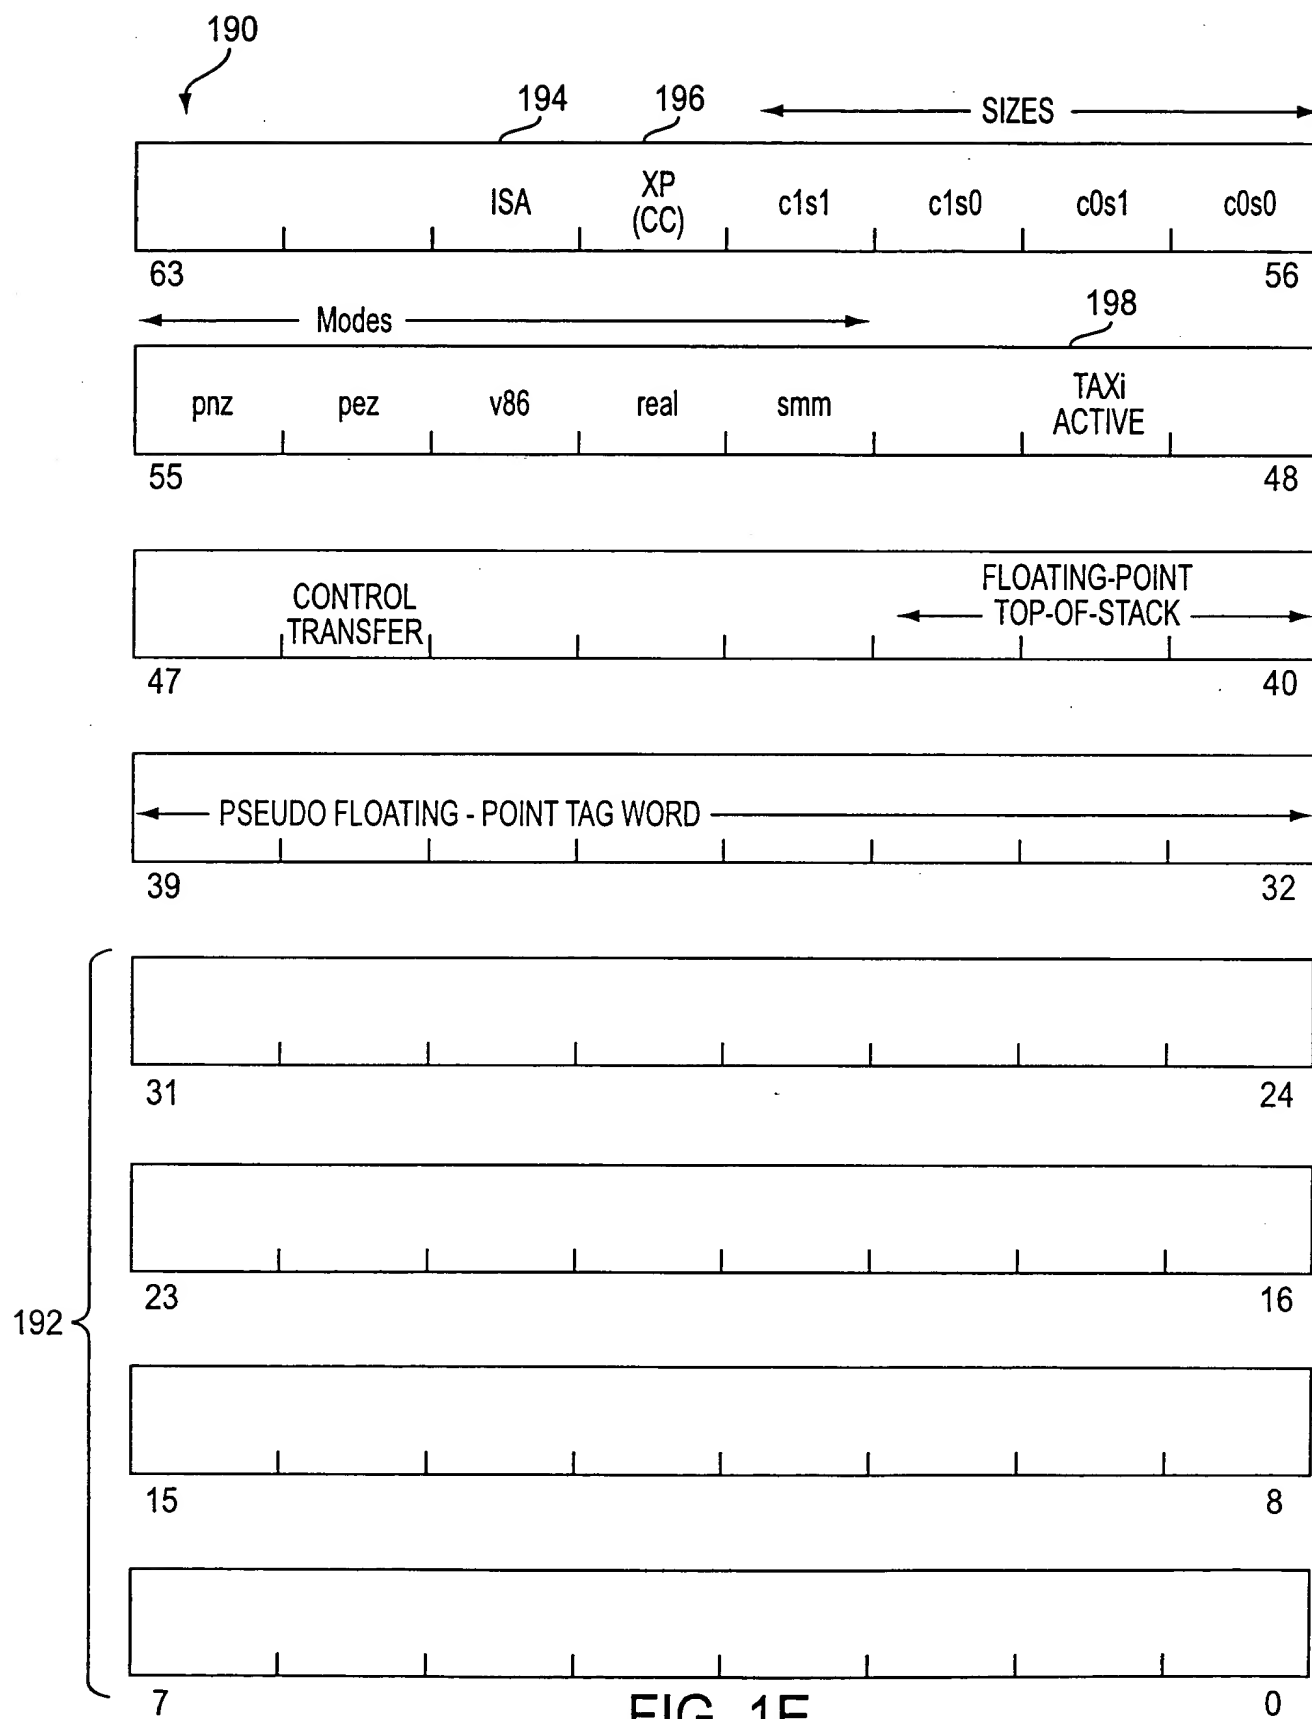 190
194
196
SIZES
ISA
XP
(CC)
c1s1
c1s0
c0s1
c0s0
63
56
Modes
198
pnz
pez
v86
real
smm
TAXi
ACTIVE
55
48
CONTROL
TRANSFER
FLOATING-POINT
TOP-OF-STACK
47
40
PSEUDO FLOATING - POINT TAG WORD
39
32
31
24
23
16
192
15
8
7
0